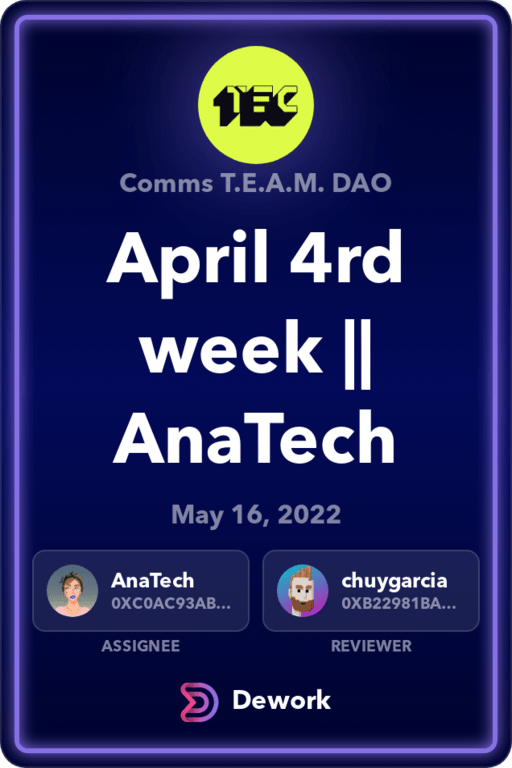 TEC
Comms T.E.A.M. DAO
April 4rd
week ||
AnaTech
May 16, 2022
AnaTech
0XC0AC93AB...
chuygarcia
0XB22981BA...
ASSIGNEE
REVIEWER
Dework